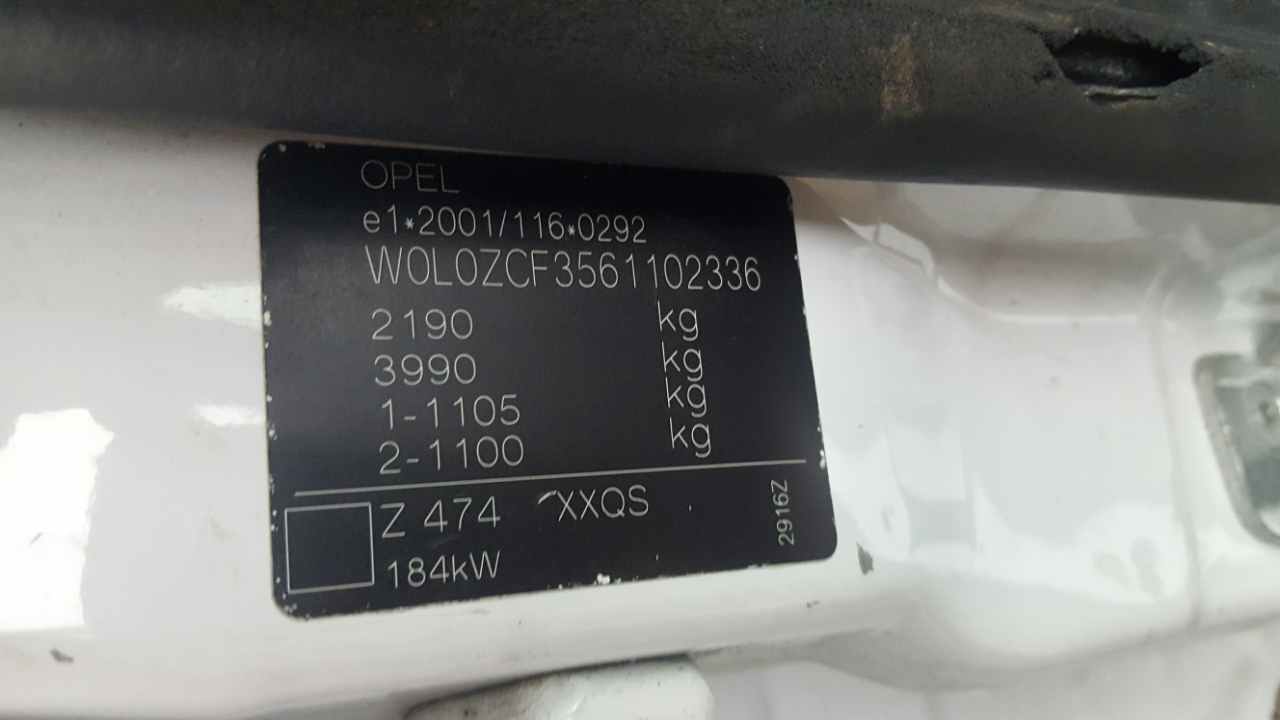 OPEL
e1*2001/116*0292
W0L0ZCF3561102336
2190 kg
3990 kg
1-1105 kg
2-1100 kg
Z 474 XXQS
184kW
2916Z